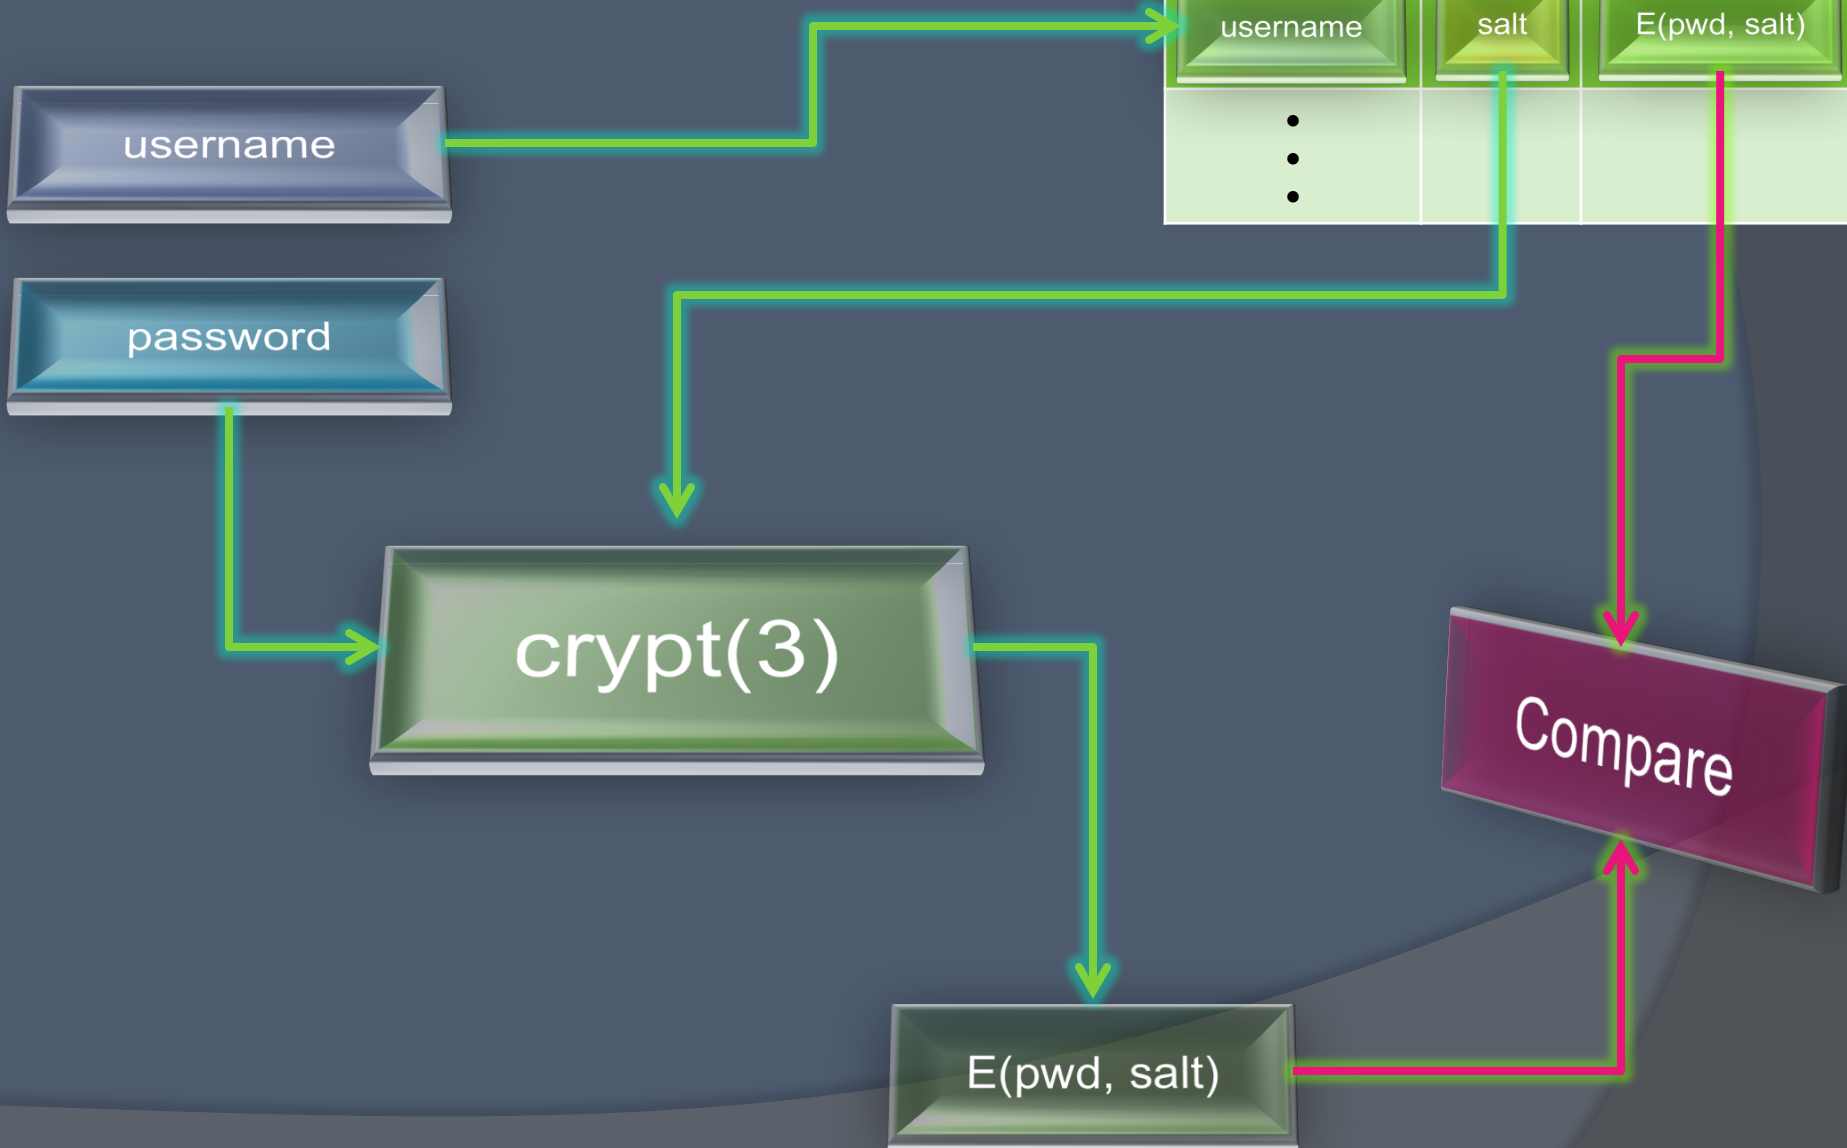 username
salt
E(pwd, salt)
username
password
crypt(3)
Compare
E(pwd, salt)